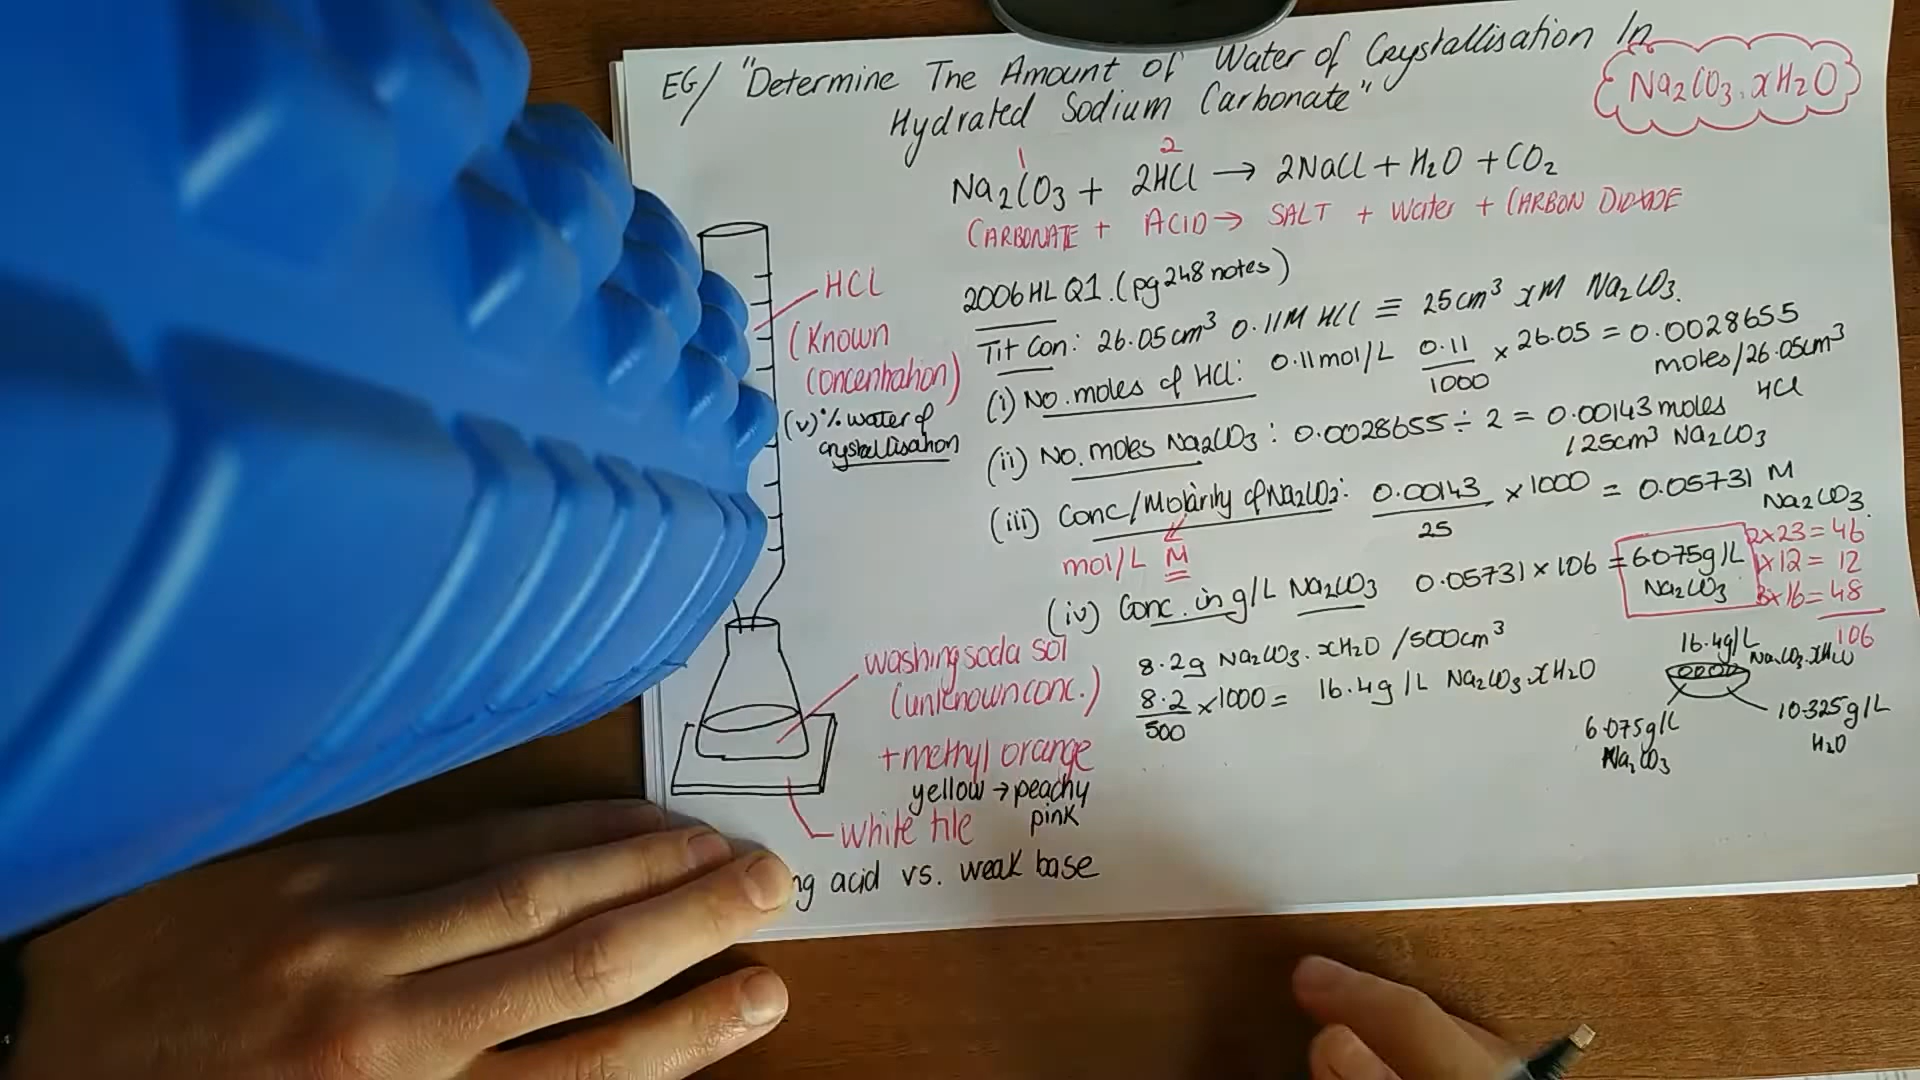 EG/ "Determine The Amount of Water of Crystallisation In
Hydrated Sodium Carbonate"
Na2CO3.xH2O
1 2
Na2CO3 + 2HCl → 2NaCl + H2O + CO2
CARBONATE + ACID → SALT + Water + CARBON DIOXIDE
2006HL Q1. (pg 248 notes)
Tit Con: 26.05cm³ 0.11M HCl ≡ 25cm³ xM Na2CO3.
(i) No. moles of HCl: 0.11mol/L 0.11/1000 × 26.05 = 0.0028655
moles/26.05cm³
HCl
(ii) No. moles Na2CO3: 0.0028655 ÷ 2 = 0.00143 moles
/25cm³ Na2CO3
(iii) Conc/Molarity of Na2CO3: 0.00143/25 × 1000 = 0.05731 M
Na2CO3.
mol/L M
(iv) Conc. in g/L Na2CO3 0.05731 × 106 = 6.075g/L
Na2CO3
2×23 = 46
1×12 = 12
3×16 = 48
106
8.2g Na2CO3.xH2O /500cm³
8.2/500 ×1000 = 16.4g/L Na2CO3.xH2O
16.4g/L
Na2CO3.xH2O
6.075g/L
Na2CO3
10.325g/L
H2O
HCl
(Known
Concentration)
(v) % water of
crystallisation
washing soda sol
(unknown conc.)
+methyl orange
yellow → peachy
pink
white tile
ng acid vs. weak base